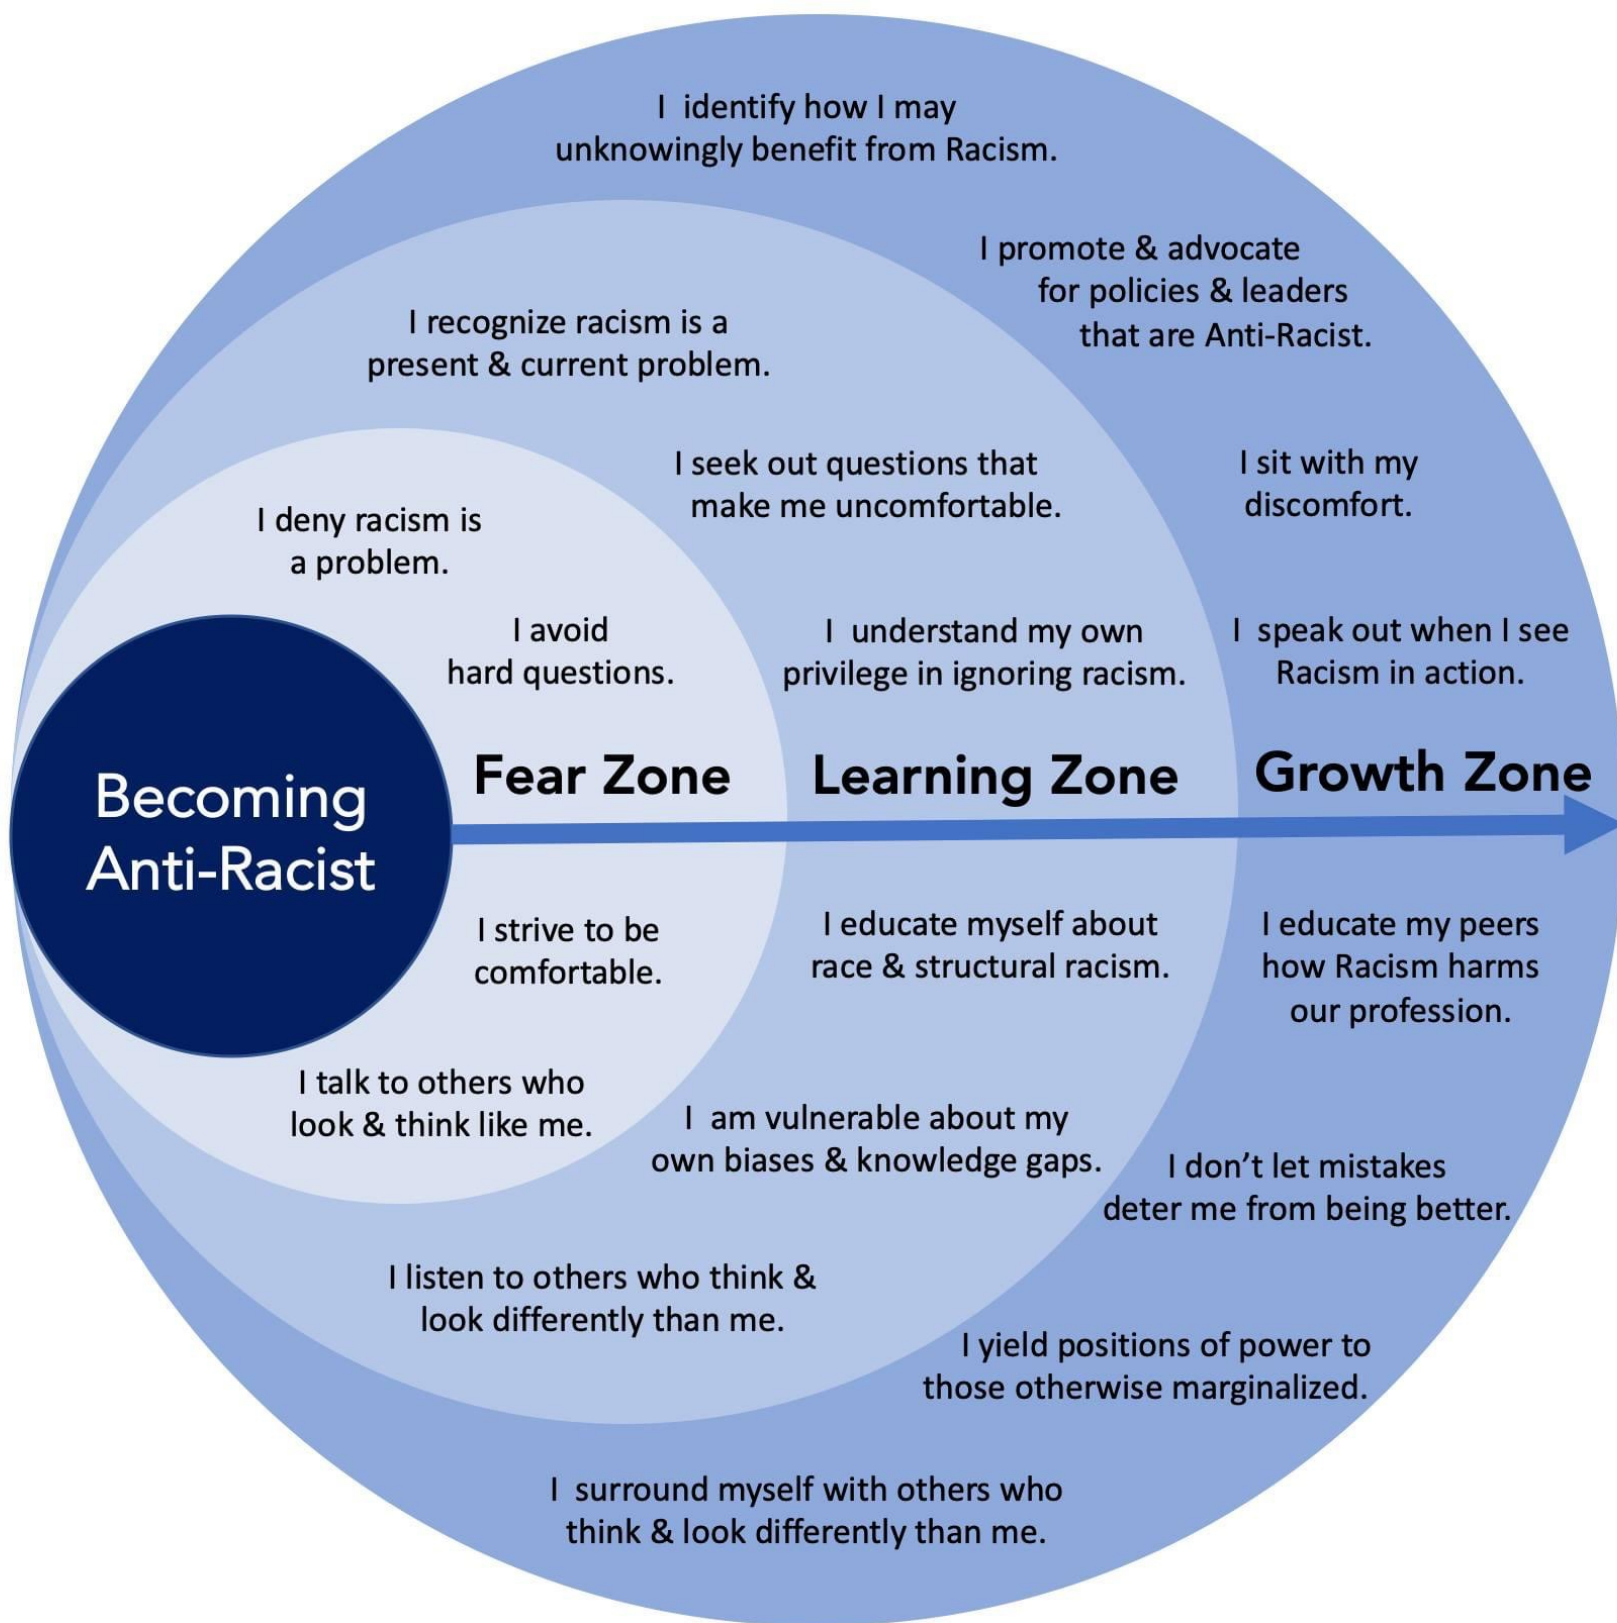 I identify how I may
unknowingly benefit from Racism.
I promote & advocate
for policies & leaders
that are Anti-Racist.
I recognize racism is a
present & current problem.
I seek out questions that
make me uncomfortable.
I sit with my
discomfort.
I deny racism is
a problem.
I avoid
hard questions.
I understand my own
privilege in ignoring racism.
I speak out when I see
Racism in action.
Becoming
Anti-Racist
Fear Zone
Learning Zone
Growth Zone
I strive to be
comfortable.
I educate myself about
race & structural racism.
I educate my peers
how Racism harms
our profession.
I talk to others who
look & think like me.
I am vulnerable about my
own biases & knowledge gaps.
I don't let mistakes
deter me from being better.
I listen to others who think &
look differently than me.
I yield positions of power to
those otherwise marginalized.
I surround myself with others who
think & look differently than me.